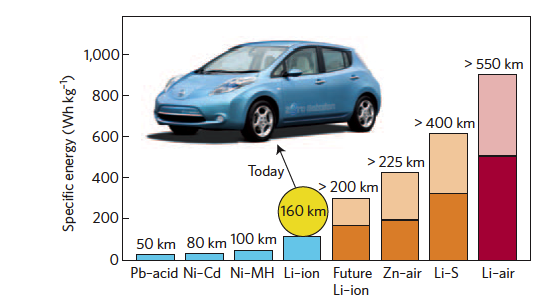 Specific energy (Wh kg⁻¹)
1,000
800
600
400
200
0
Today
50 km
80 km
100 km
160 km
> 200 km
> 225 km
> 400 km
> 550 km
Pb-acid
Ni-Cd
Ni-MH
Li-ion
Future
Li-ion
Zn-air
Li-S
Li-air